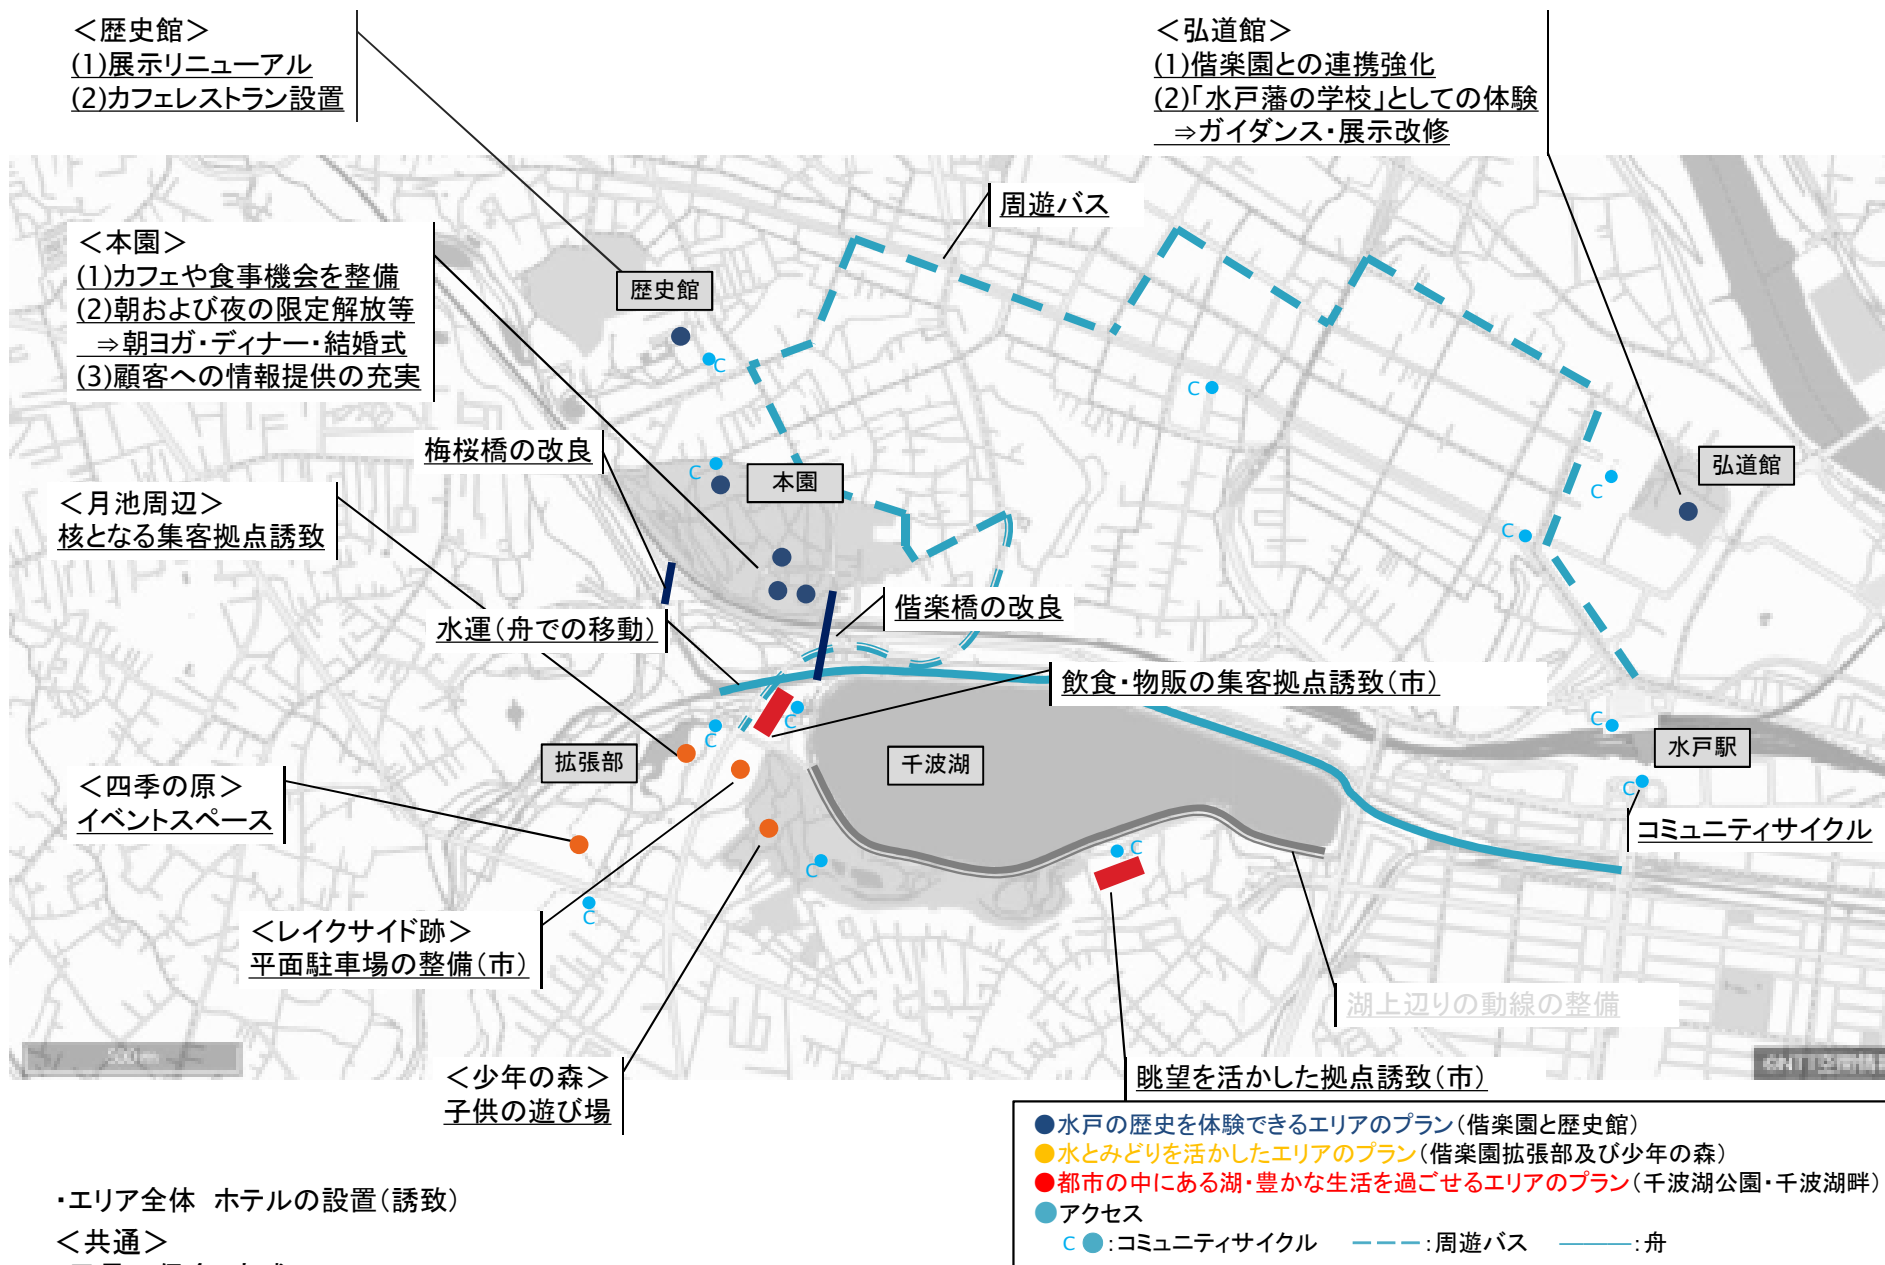 ＜歴史館＞
(1)展示リニューアル
(2)カフェレストラン設置
＜弘道館＞
(1)偕楽園との連携強化
(2)「水戸藩の学校」としての体験
⇒ガイダンス・展示改修
周遊バス
＜本園＞
(1)カフェや食事機会を整備
(2)朝および夜の限定解放等
⇒朝ヨガ・ディナー・結婚式
(3)顧客への情報提供の充実
歴史館
C
C
梅桜橋の改良
C
本園
弘道館
C
＜月池周辺＞
核となる集客拠点誘致
C
水運(舟での移動)
偕楽橋の改良
飲食・物販の集客拠点誘致(市)
C
C
C
拡張部
千波湖
水戸駅
C
＜四季の原＞
イベントスペース
コミュニティサイクル
C
C
C
＜レイクサイド跡＞
平面駐車場の整備(市)
湖上辺りの動線の整備
500m
＜少年の森＞
子供の遊び場
眺望を活かした拠点誘致(市)
●水戸の歴史を体験できるエリアのプラン(偕楽園と歴史館)
●水とみどりを活かしたエリアのプラン(偕楽園拡張部及び少年の森)
●都市の中にある湖・豊かな生活を過ごせるエリアのプラン(千波湖公園・千波湖畔)
●アクセス
C ●:コミュニティサイクル ―――:周遊バス ―――:舟
・エリア全体 ホテルの設置(誘致)
＜共通＞